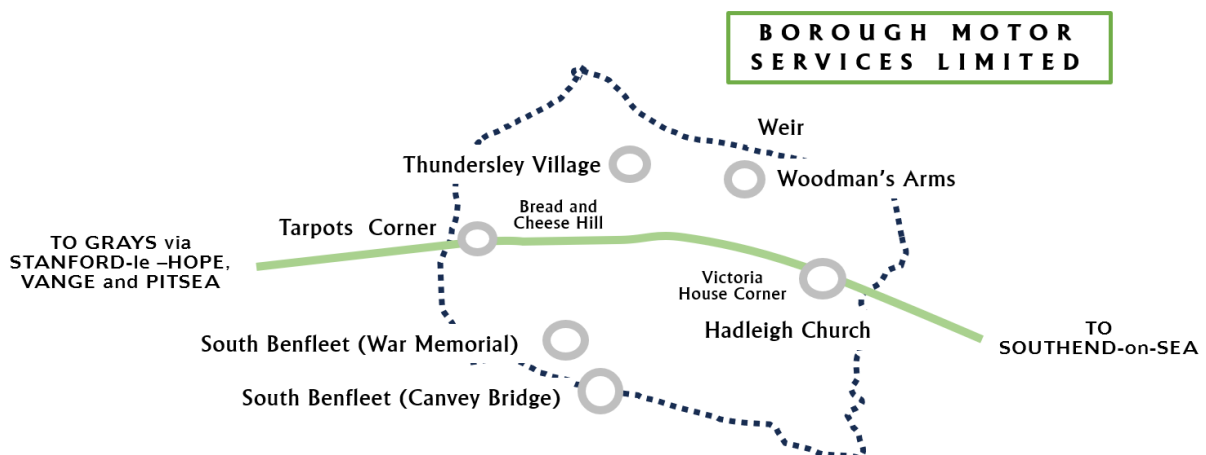 BOROUGH MOTOR
SERVICES LIMITED
Weir
Thundersley Village
Woodman's Arms
Bread and
Cheese Hill
Tarpots Corner
TO GRAYS via
STANFORD-le –HOPE,
VANGE and PITSEA
Victoria
House Corner
Hadleigh Church
TO
SOUTHEND-on-SEA
South Benfleet (War Memorial)
South Benfleet (Canvey Bridge)